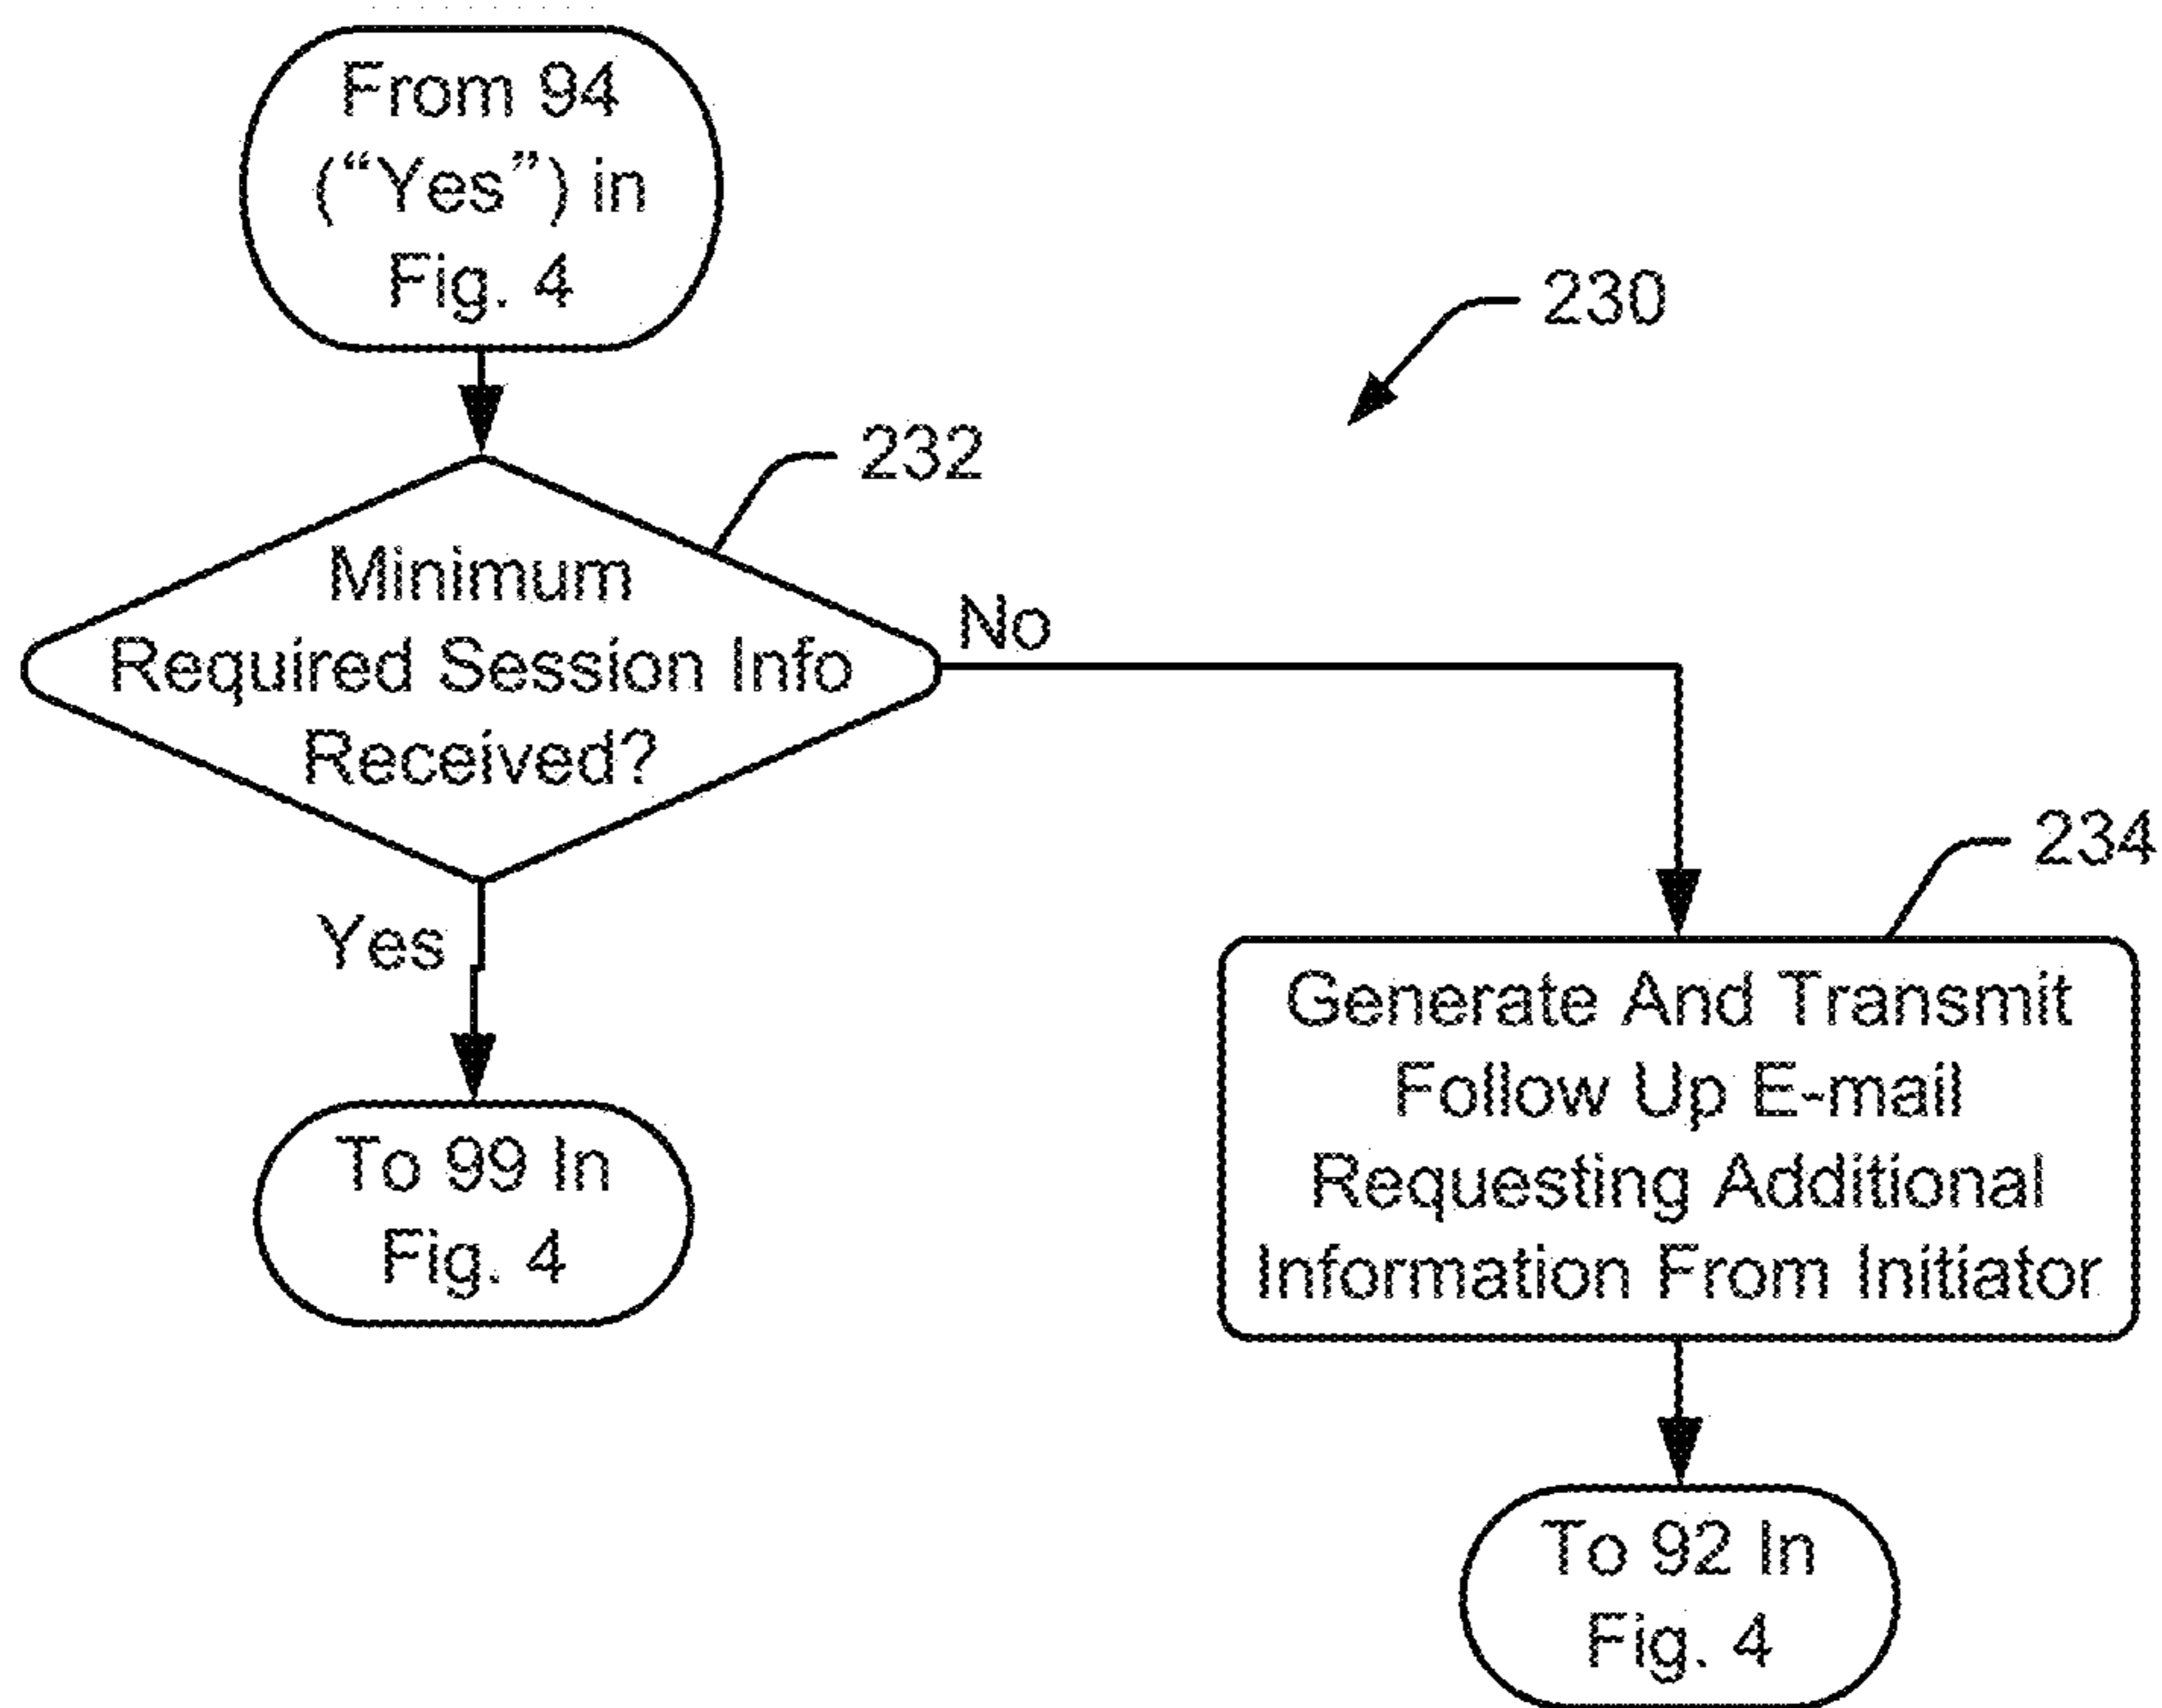 From 94
(“Yes”) in
Fig. 4
230
232
Minimum
Required Session Info
Received?
No
Yes
234
Generate And Transmit
Follow Up E-mail
Requesting Additional
Information From Initiator
To 99 In
Fig. 4
To 92 In
Fig. 4